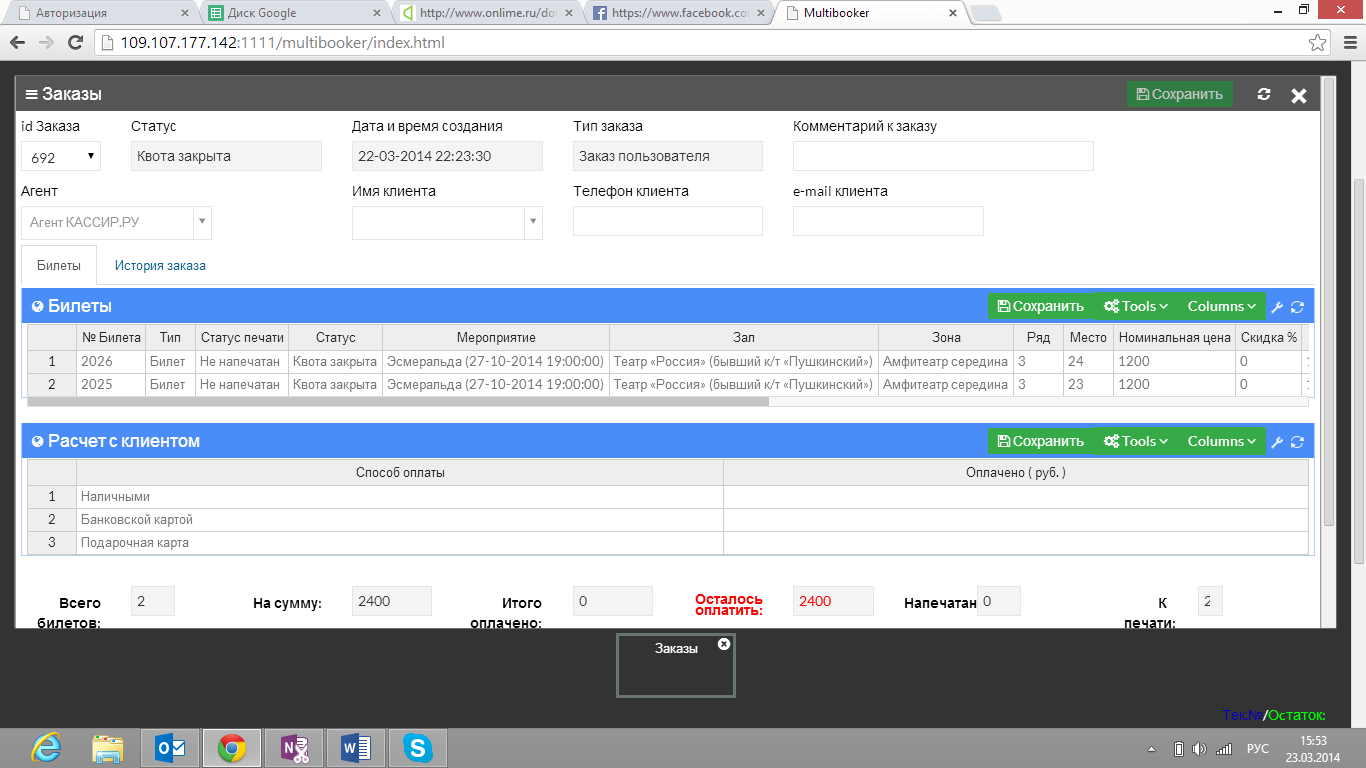 Авторизация
Диск Google
http://www.onlime.ru/do
https://www.facebook.co
Multibooker
109.107.177.142:1111/multibooker/index.html
Заказы
Сохранить
id Заказа Статус Дата и время создания Тип заказа Комментарий к заказу
692 Квота закрыта 22-03-2014 22:23:30 Заказ пользователя
Агент Имя клиента Телефон клиента e-mail клиента
Агент КАССИР.РУ
Билеты История заказа
Билеты Сохранить Tools Columns
№ Билета Тип Статус печати Статус Мероприятие Зал Зона Ряд Место Номинальная цена Скидка %
1 2026 Билет Не напечатан Квота закрыта Эсмеральда (27-10-2014 19:00:00) Театр «Россия» (бывший к/т «Пушкинский») Амфитеатр середина 3 24 1200 0
2 2025 Билет Не напечатан Квота закрыта Эсмеральда (27-10-2014 19:00:00) Театр «Россия» (бывший к/т «Пушкинский») Амфитеатр середина 3 23 1200 0
Расчет с клиентом Сохранить Tools Columns
Способ оплаты Оплачено ( руб. )
1 Наличными
2 Банковской картой
3 Подарочная карта
Всего билетов: 2 На сумму: 2400 Итого оплачено: 0 Осталось оплатить: 2400 Напечатан 0 К печати: 2
Заказы
Тек.№/Остаток:
РУС
15:53
23.03.2014